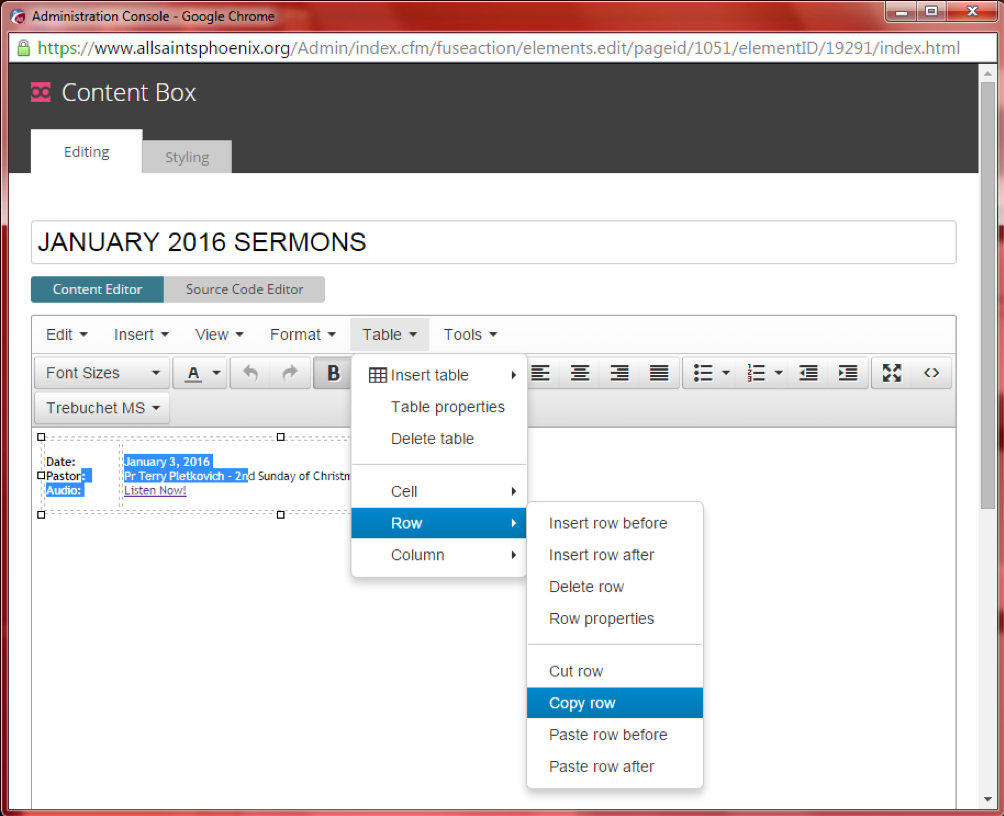 Administration Console - Google Chrome
https://www.allsaintsphoenix.org/Admin/index.cfm/fuseaction/elements.edit/pageid/1051/elementID/19291/index.html
Content Box
Editing Styling
JANUARY 2016 SERMONS
Content Editor Source Code Editor
Edit Insert View Format Table Tools
Font Sizes A B
Trebuchet MS
Insert table
Table properties
Delete table
Cell
Row
Column
Date: January 3, 2016
Pastor: Pr Terry Pletkovich - 2nd Sunday of Christm
Audio: Listen Now!
Insert row before
Insert row after
Delete row
Row properties
Cut row
Copy row
Paste row before
Paste row after